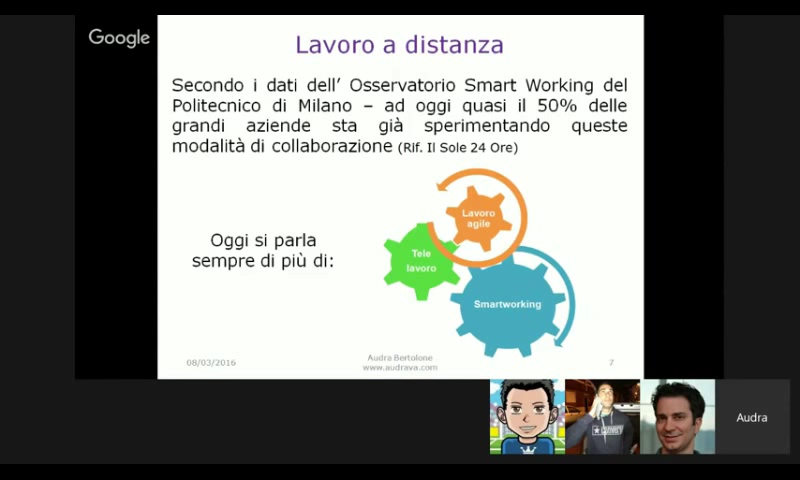 Google
Lavoro a distanza
Secondo i dati dell’ Osservatorio Smart Working del
Politecnico di Milano – ad oggi quasi il 50% delle
grandi aziende sta già sperimentando queste
modalità di collaborazione (Rif. Il Sole 24 Ore)
Oggi si parla
sempre di più di:
Lavoro
agile
Tele
lavoro
Smartworking
08/03/2016
Audra Bertolone
www.audrava.com
7
Audra